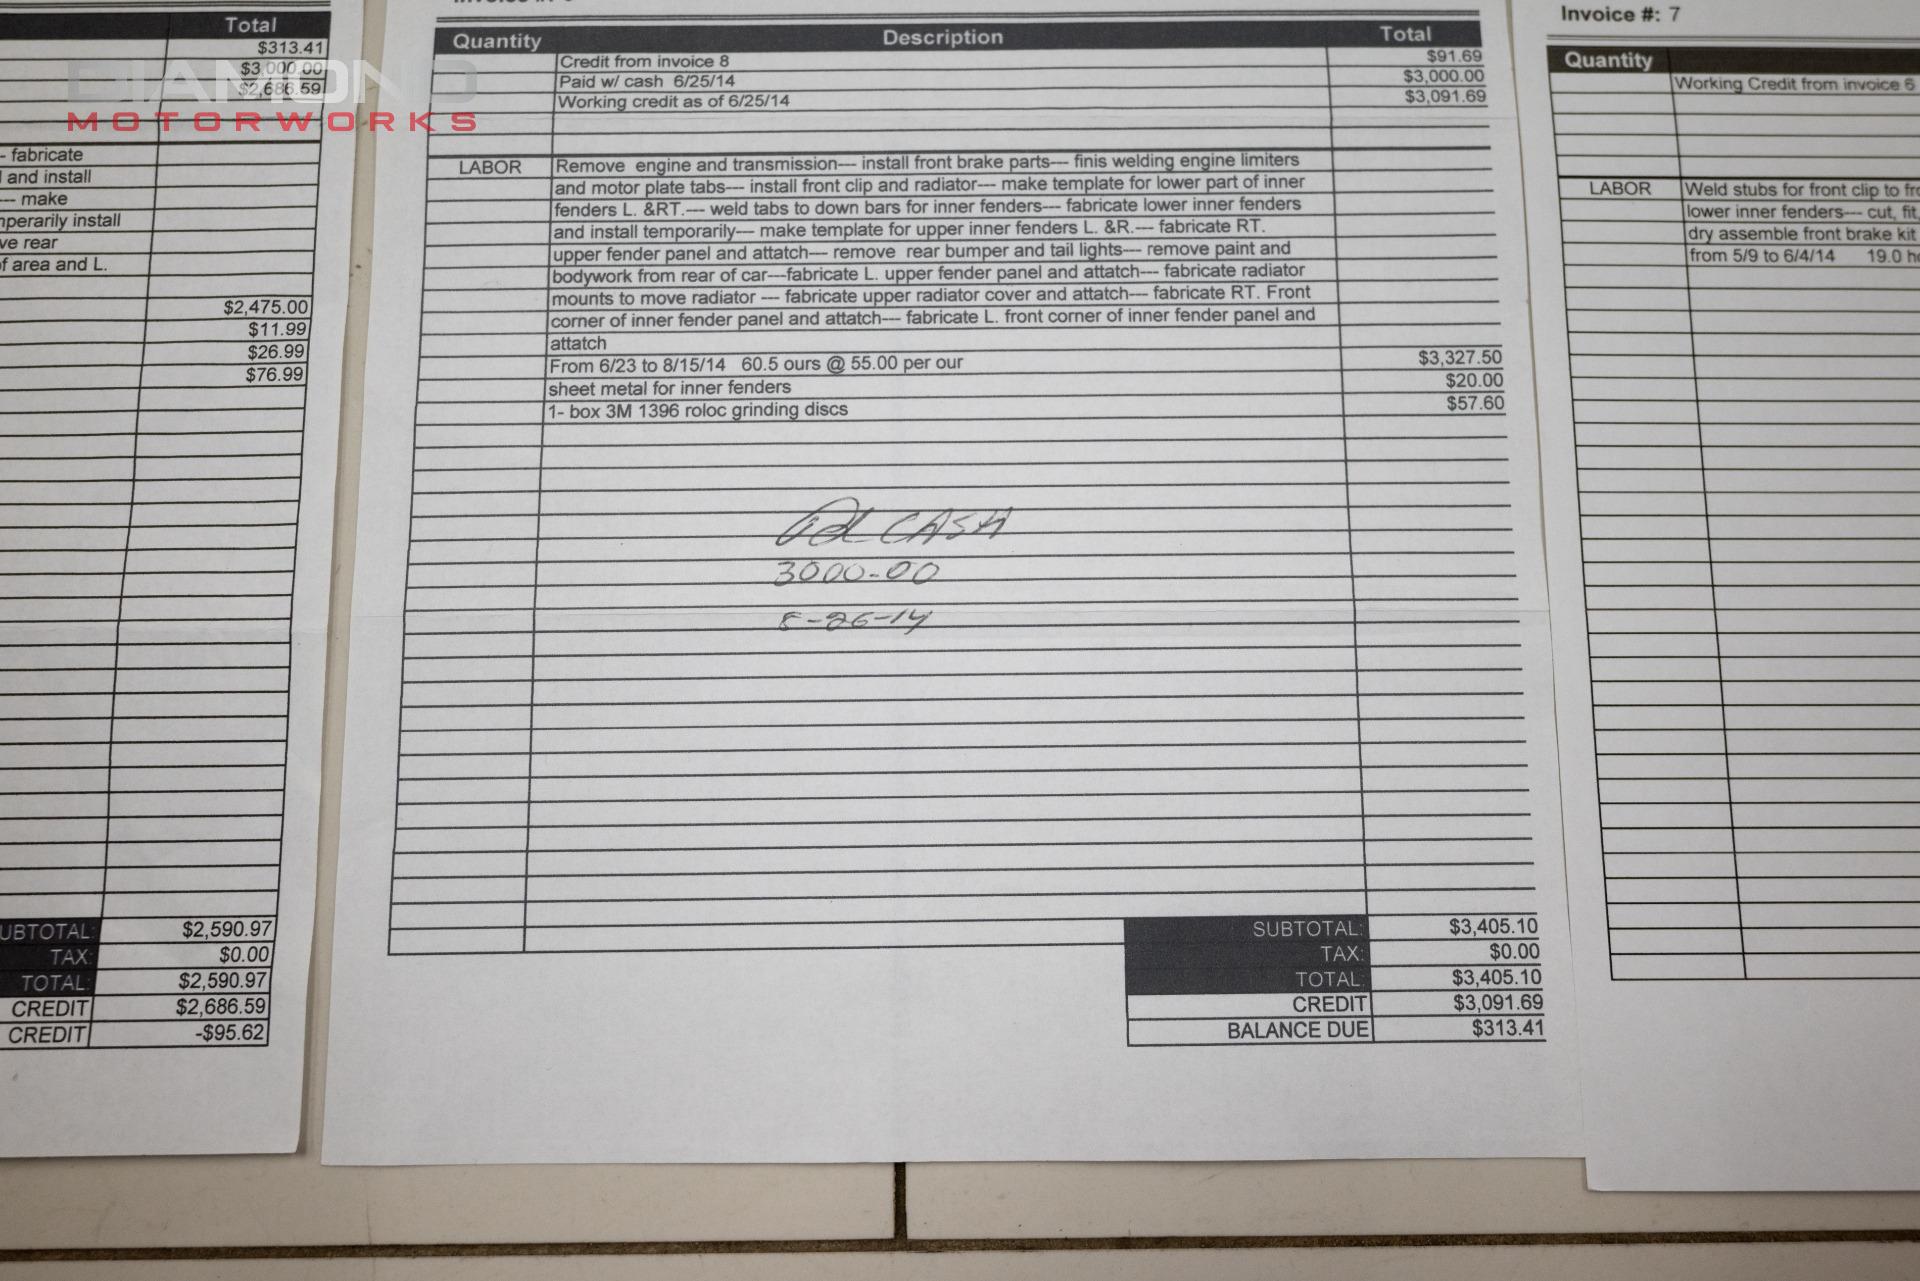 Total
$313.41
$3,000.00
$2,686.59
DIAMOND
MOTORWORKS
- fabricate
and install
--- make
mperarily install
ve rear
of area and L.
$2,475.00
$11.99
$26.99
$76.99
UBTOTAL: $2,590.97
TAX: $0.00
TOTAL: $2,590.97
CREDIT $2,686.59
CREDIT -$95.62
Quantity Description Total
Credit from invoice 8 $91.69
Paid w/ cash 6/25/14 $3,000.00
Working credit as of 6/25/14 $3,091.69
LABOR Remove engine and transmission--- install front brake parts--- finis welding engine limiters
and motor plate tabs--- install front clip and radiator--- make template for lower part of inner
fenders L. &RT.--- weld tabs to down bars for inner fenders--- fabricate lower inner fenders
and install temporarily--- make template for upper inner fenders L. &R.--- fabricate RT.
upper fender panel and attatch--- remove rear bumper and tail lights--- remove paint and
bodywork from rear of car---fabricate L. upper fender panel and attatch--- fabricate radiator
mounts to move radiator --- fabricate upper radiator cover and attatch--- fabricate RT. Front
corner of inner fender panel and attatch--- fabricate L. front corner of inner fender panel and
attatch
From 6/23 to 8/15/14 60.5 ours @ 55.00 per our $3,327.50
sheet metal for inner fenders $20.00
1- box 3M 1396 roloc grinding discs $57.60
CASH
3000.00
8-26-14
SUBTOTAL: $3,405.10
TAX: $0.00
TOTAL: $3,405.10
CREDIT $3,091.69
BALANCE DUE $313.41
Invoice #: 7
Quantity
Working Credit from invoice 6
LABOR Weld stubs for front clip to fr
lower inner fenders--- cut, fit,
dry assemble front brake kit
from 5/9 to 6/4/14 19.0 h